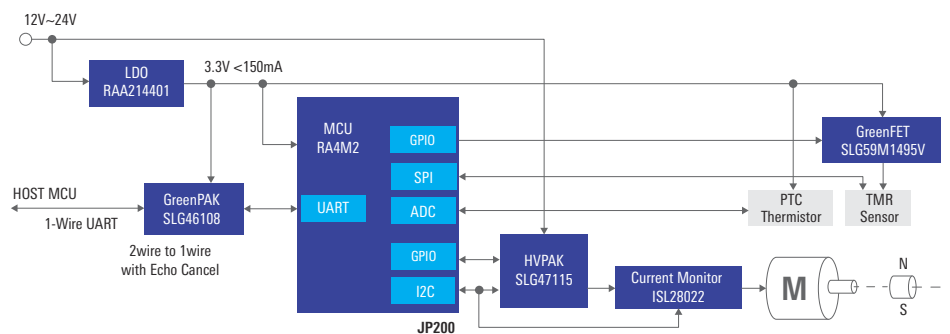 12V~24V
LDO
RAA214401
3.3V <150mA
MCU
RA4M2
GPIO
GreenFET
SLG59M1495V
SPI
HOST MCU
1-Wire UART
GreenPAK
SLG46108
UART
ADC
PTC
Thermistor
TMR
Sensor
2wire to 1wire
with Echo Cancel
GPIO
HVPAK
SLG47115
I2C
Current Monitor
ISL28022
M
N
S
JP200